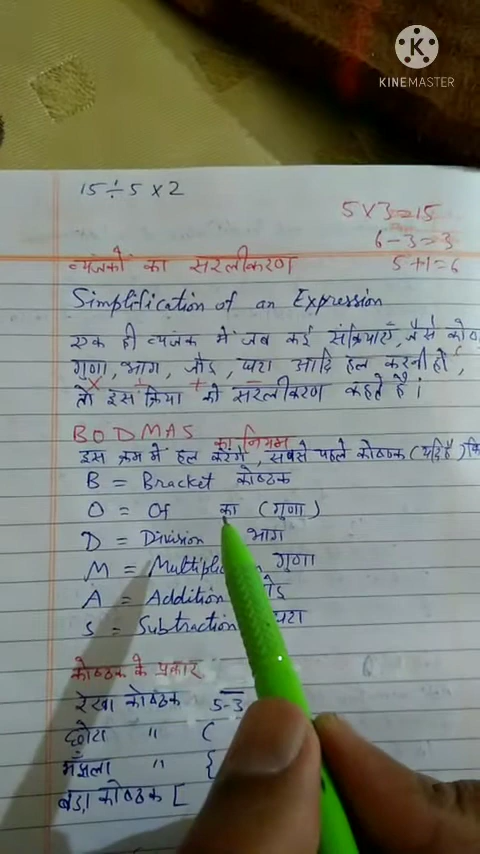 KINEMASTER
15÷5×2
5×3=15
6-3=3
5+1=6
व्यंजकों का सरलीकरण
Simplification of an Expression
एक ही व्यंजक में जब कई संक्रियाएँ, जैसे
गुणा, भाग, जोड़, घटा आदि हल करनी हों,
× ÷ + -
तो इस क्रिया को सरलीकरण कहते हैं।
BODMAS का नियम
इस क्रम में हल करेंगे, सबसे पहले कोष्ठक (यदि है)
B = Bracket कोष्ठक
O = Of का (गुणा)
D = Division भाग
M = गुणा
A = Addition
S = Subtraction घटा
कोष्ठक के प्रकार
रेखा कोष्ठक 5-3
छोटा " (
मँझला " {
बड़ा कोष्ठक [